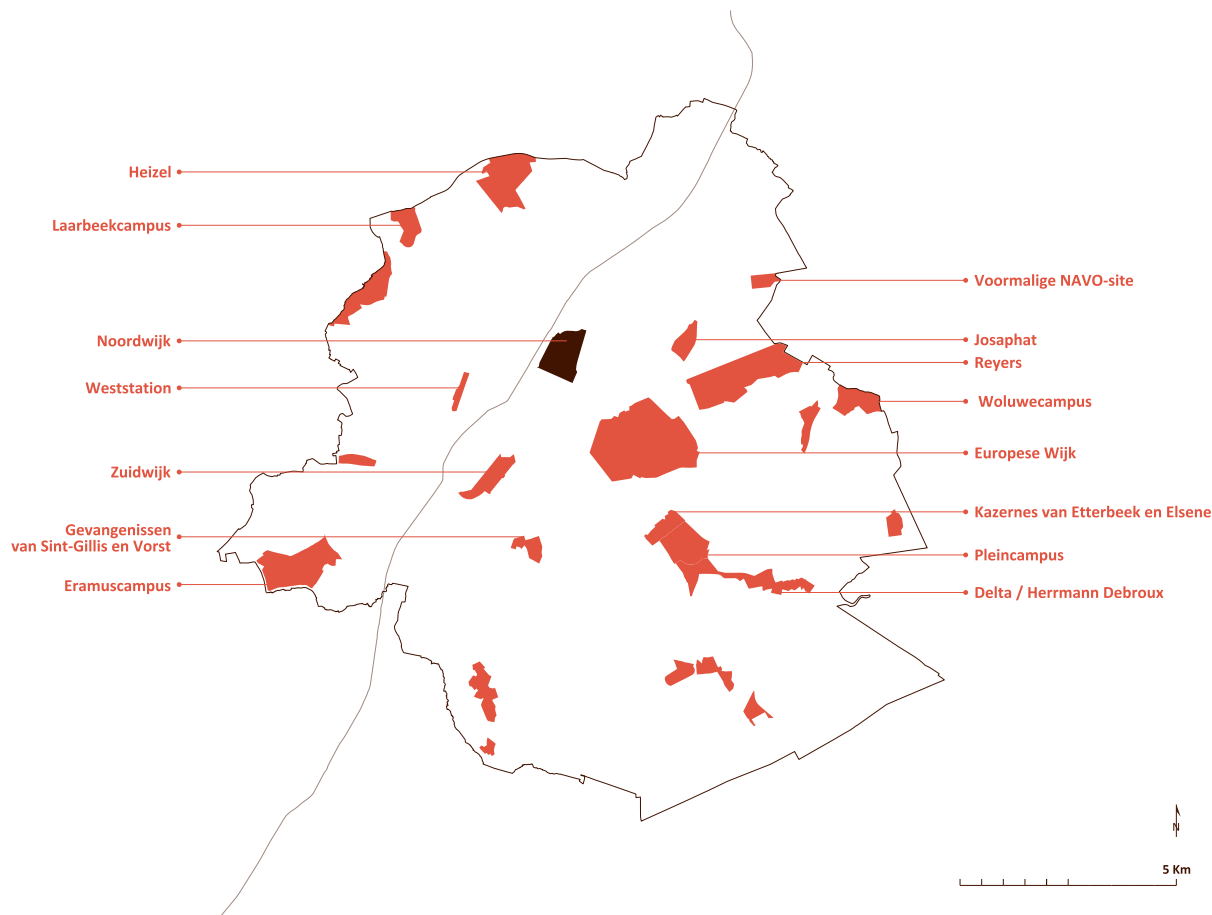 Heizel
Laarbeekcampus
Noordwijk
Weststation
Zuidwijk
Gevangenissen
van Sint-Gillis en Vorst
Eramuscampus
Voormalige NAVO-site
Josaphat
Reyers
Woluwecampus
Europese Wijk
Kazernes van Etterbeek en Elsene
Pleincampus
Delta / Herrmann Debroux
N
5 Km